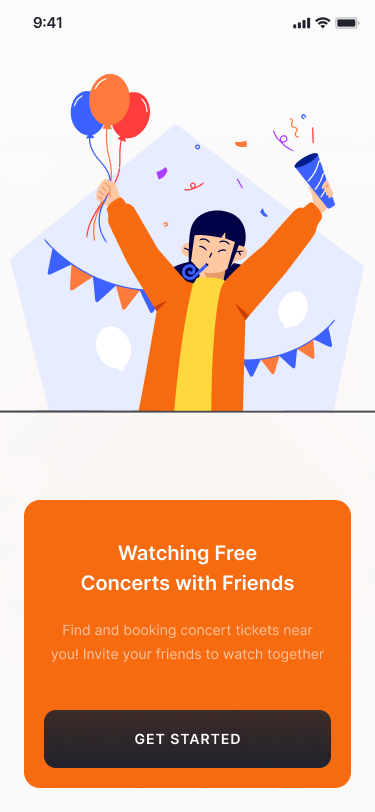 9:41
Watching Free
Concerts with Friends
Find and booking concert tickets near
you! Invite your friends to watch together
GET STARTED